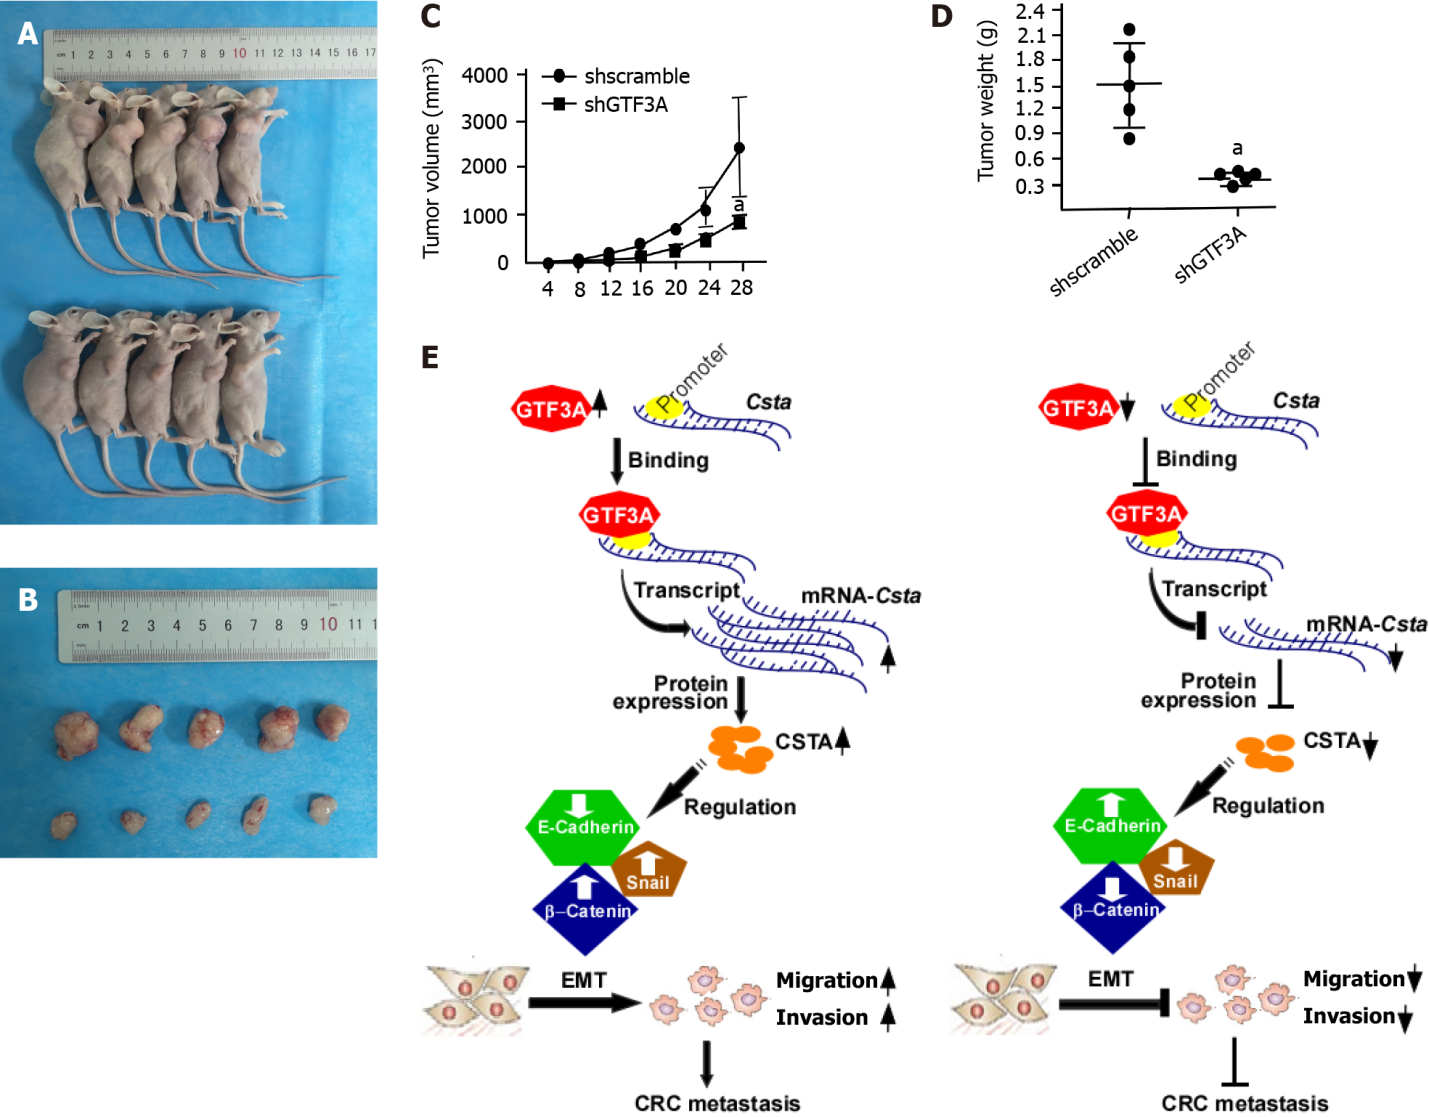 A
cm 1 2 3 4 5 6 7 8 9 10 11 12 13 14 15 16 17
B
cm 1 2 3 4 5 6 7 8 9 10 11 1
C
Tumor volume (mm³)
4000
3000
2000
1000
0
shscramble
shGTF3A
a
4 8 12 16 20 24 28
D
Tumor weight (g)
2.4
2.1
1.8
1.5
1.2
0.9
0.6
0.3
a
shscramble
shGTF3A
E
GTF3A
Promoter
Csta
Binding
GTF3A
Transcript
mRNA-Csta
Protein
expression
CSTA
Regulation
E-Cadherin
Snail
β–Catenin
EMT
Migration
Invasion
CRC metastasis
GTF3A
Promoter
Csta
Binding
GTF3A
Transcript
mRNA-Csta
Protein
expression
CSTA
Regulation
E-Cadherin
Snail
β–Catenin
EMT
Migration
Invasion
CRC metastasis